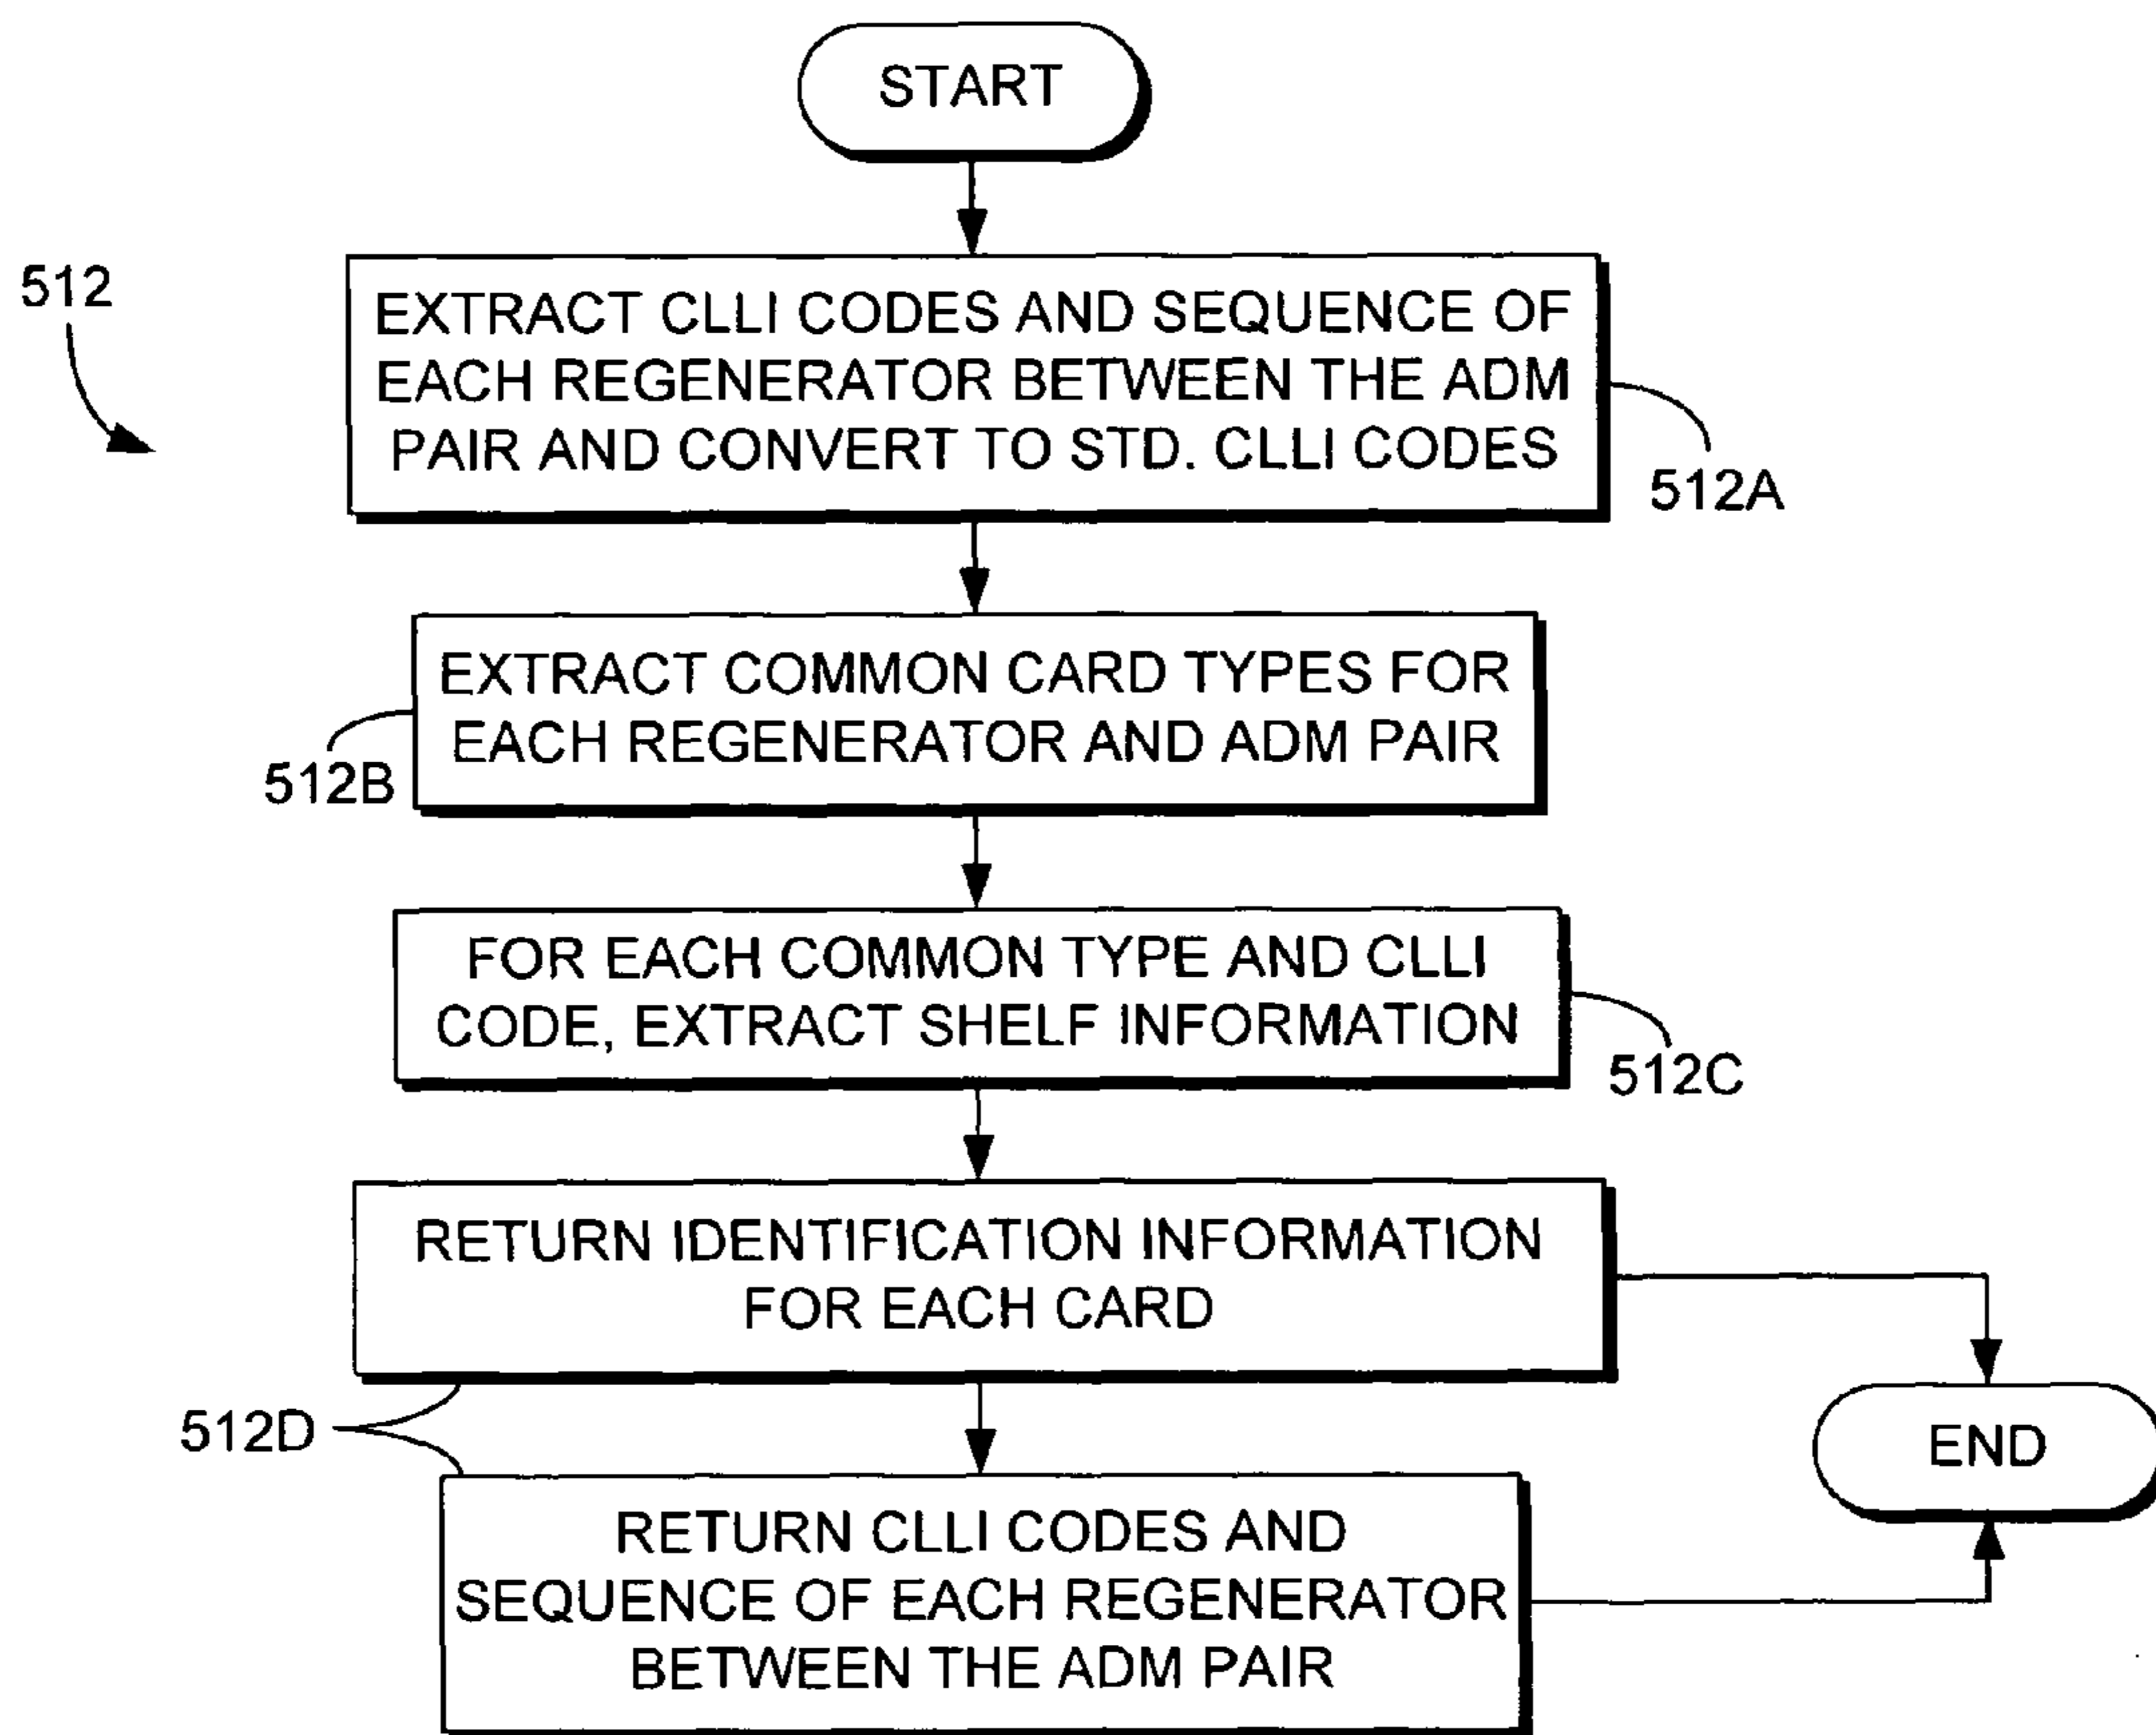 START
512
EXTRACT CLLI CODES AND SEQUENCE OF
EACH REGENERATOR BETWEEN THE ADM
PAIR AND CONVERT TO STD. CLLI CODES
512A
EXTRACT COMMON CARD TYPES FOR
EACH REGENERATOR AND ADM PAIR
512B
FOR EACH COMMON TYPE AND CLLI
CODE, EXTRACT SHELF INFORMATION
512C
RETURN IDENTIFICATION INFORMATION
FOR EACH CARD
512D
END
RETURN CLLI CODES AND
SEQUENCE OF EACH REGENERATOR
BETWEEN THE ADM PAIR